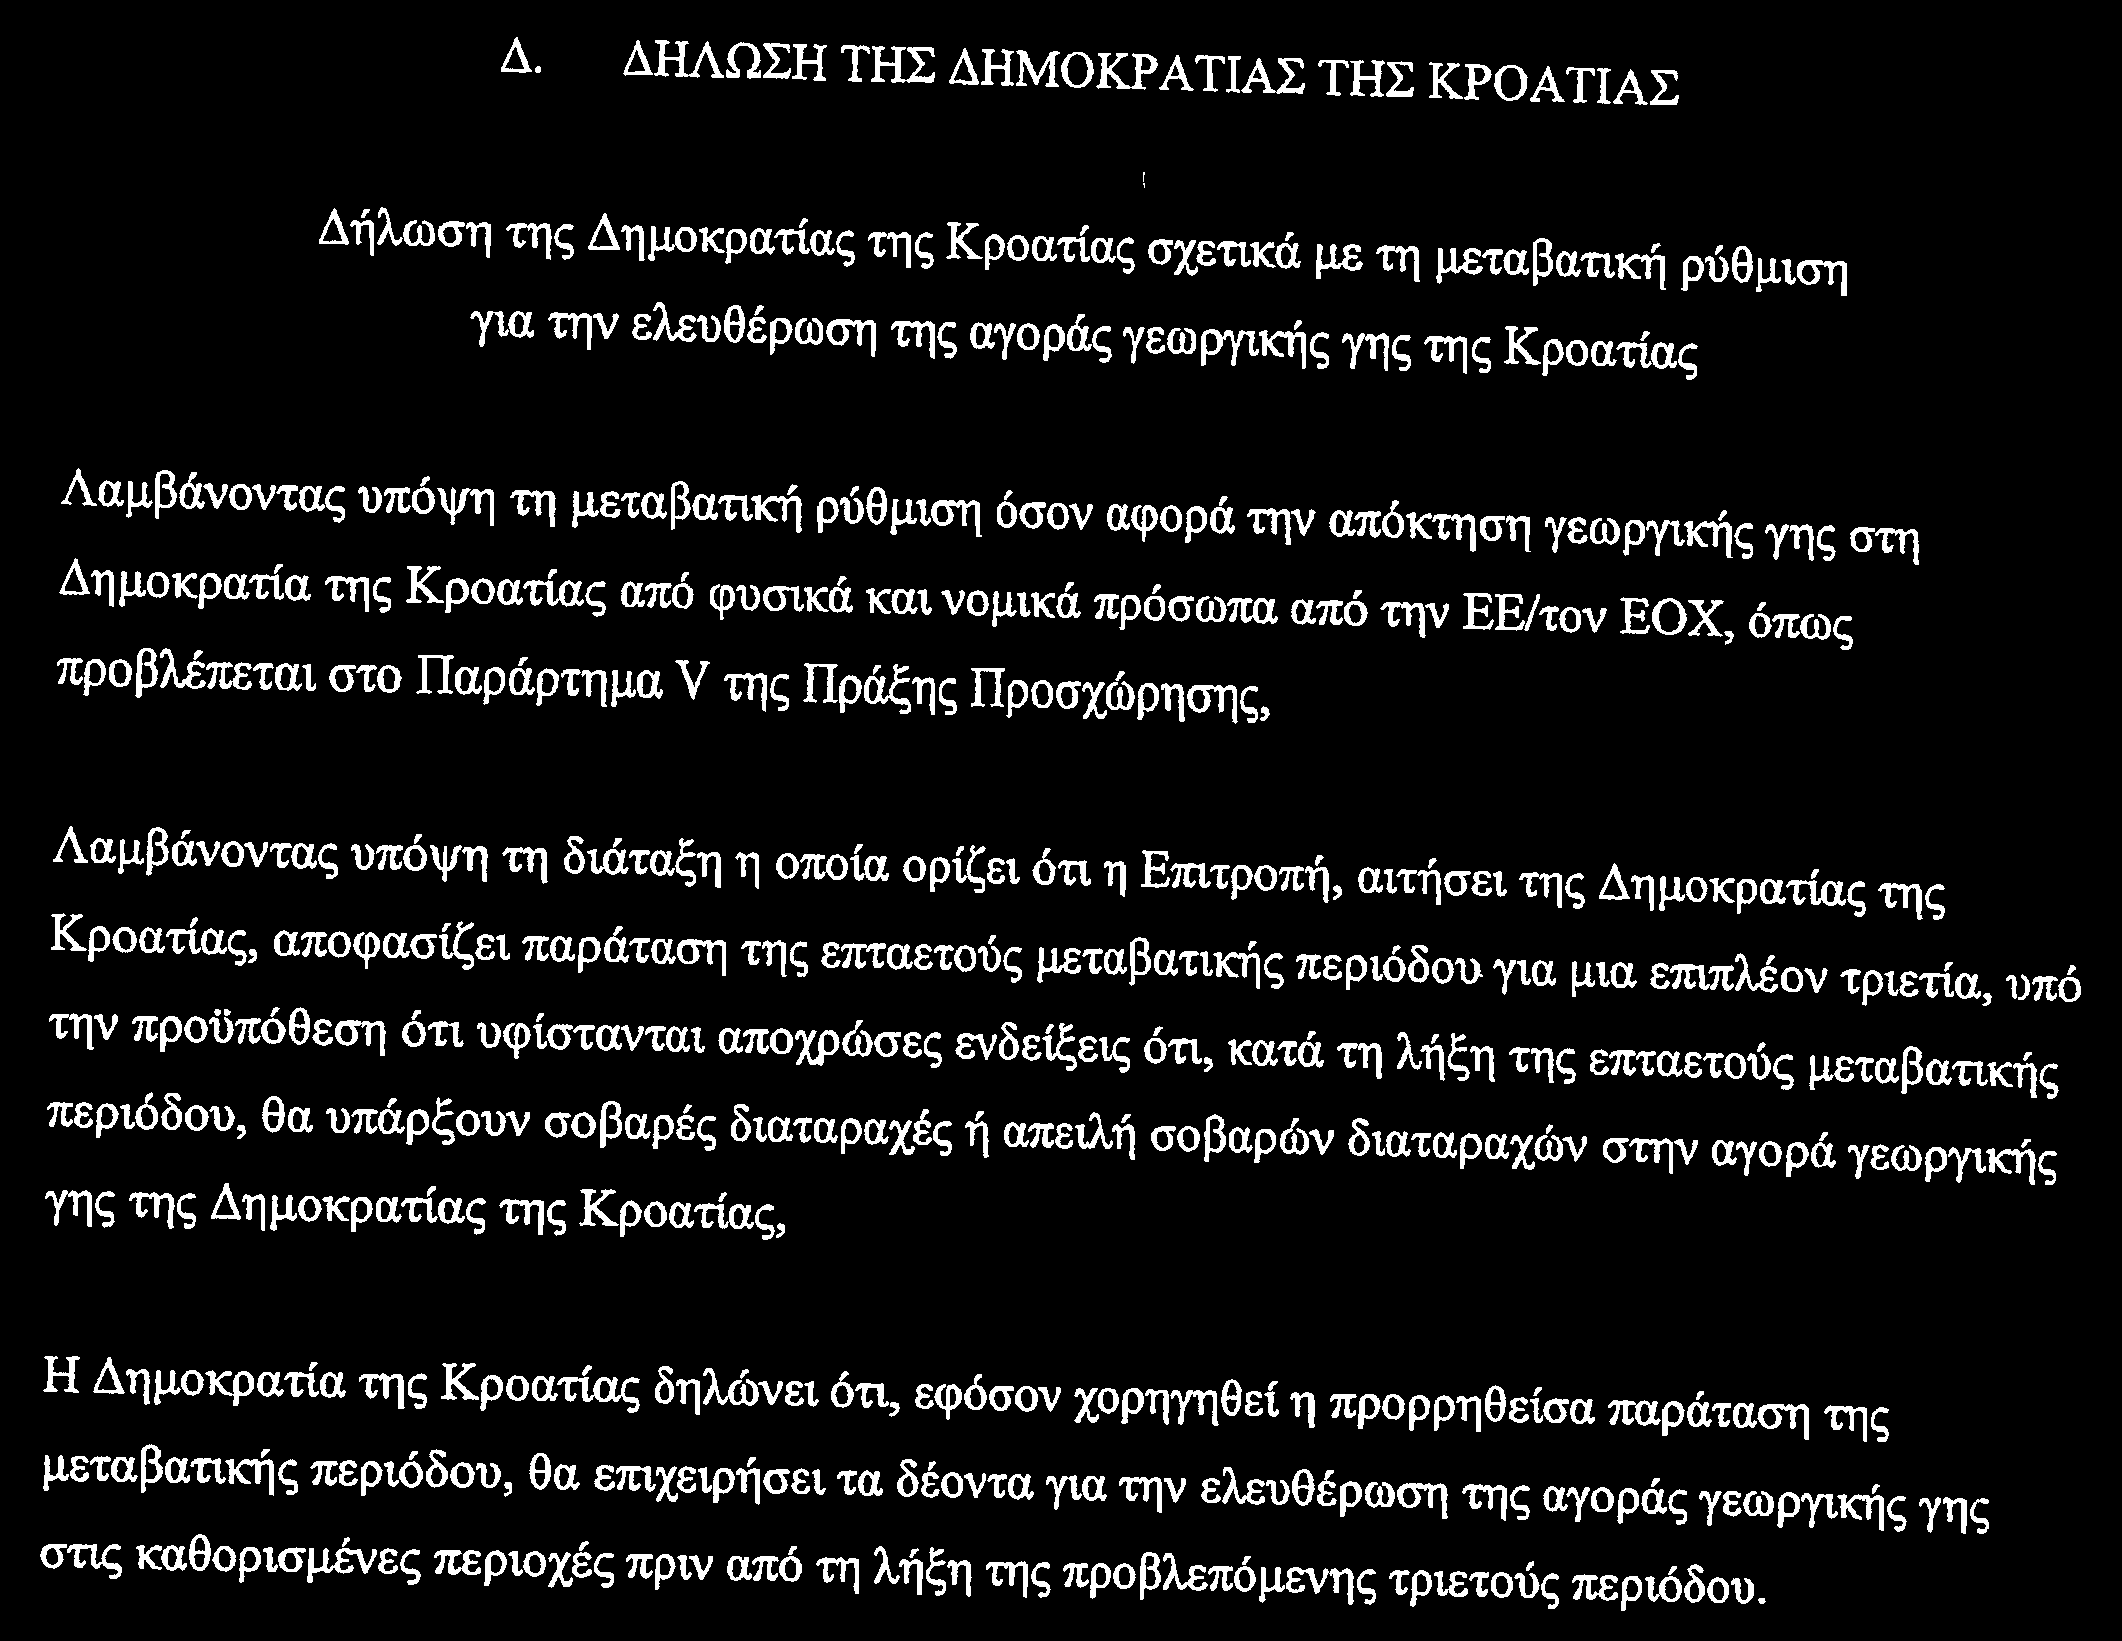 Δ. ΔΗΛΩΣΗ ΤΗΣ ΔΗΜΟΚΡΑΤΙΑΣ ΤΗΣ ΚΡΟΑΤΙΑΣ
Δήλωση της Δημοκρατίας της Κροατίας σχετικά με τη μεταβατική ρύθμιση
για την ελευθέρωση της αγοράς γεωργικής γης της Κροατίας
Λαμβάνοντας υπόψη τη μεταβατική ρύθμιση όσον αφορά την απόκτηση γεωργικής γης στη
Δημοκρατία της Κροατίας από φυσικά και νομικά πρόσωπα από την ΕΕ/τον ΕΟΧ, όπως
προβλέπεται στο Παράρτημα V της Πράξης Προσχώρησης,
Λαμβάνοντας υπόψη τη διάταξη η οποία ορίζει ότι η Επιτροπή, αιτήσει της Δημοκρατίας της
Κροατίας, αποφασίζει παράταση της επταετούς μεταβατικής περιόδου για μια επιπλέον τριετία, υπό
την προϋπόθεση ότι υφίστανται αποχρώσες ενδείξεις ότι, κατά τη λήξη της επταετούς μεταβατικής
περιόδου, θα υπάρξουν σοβαρές διαταραχές ή απειλή σοβαρών διαταραχών στην αγορά γεωργικής
γης της Δημοκρατίας της Κροατίας,
Η Δημοκρατία της Κροατίας δηλώνει ότι, εφόσον χορηγηθεί η προρρηθείσα παράταση της
μεταβατικής περιόδου, θα επιχειρήσει τα δέοντα για την ελευθέρωση της αγοράς γεωργικής γης
στις καθορισμένες περιοχές πριν από τη λήξη της προβλεπόμενης τριετούς περιόδου.